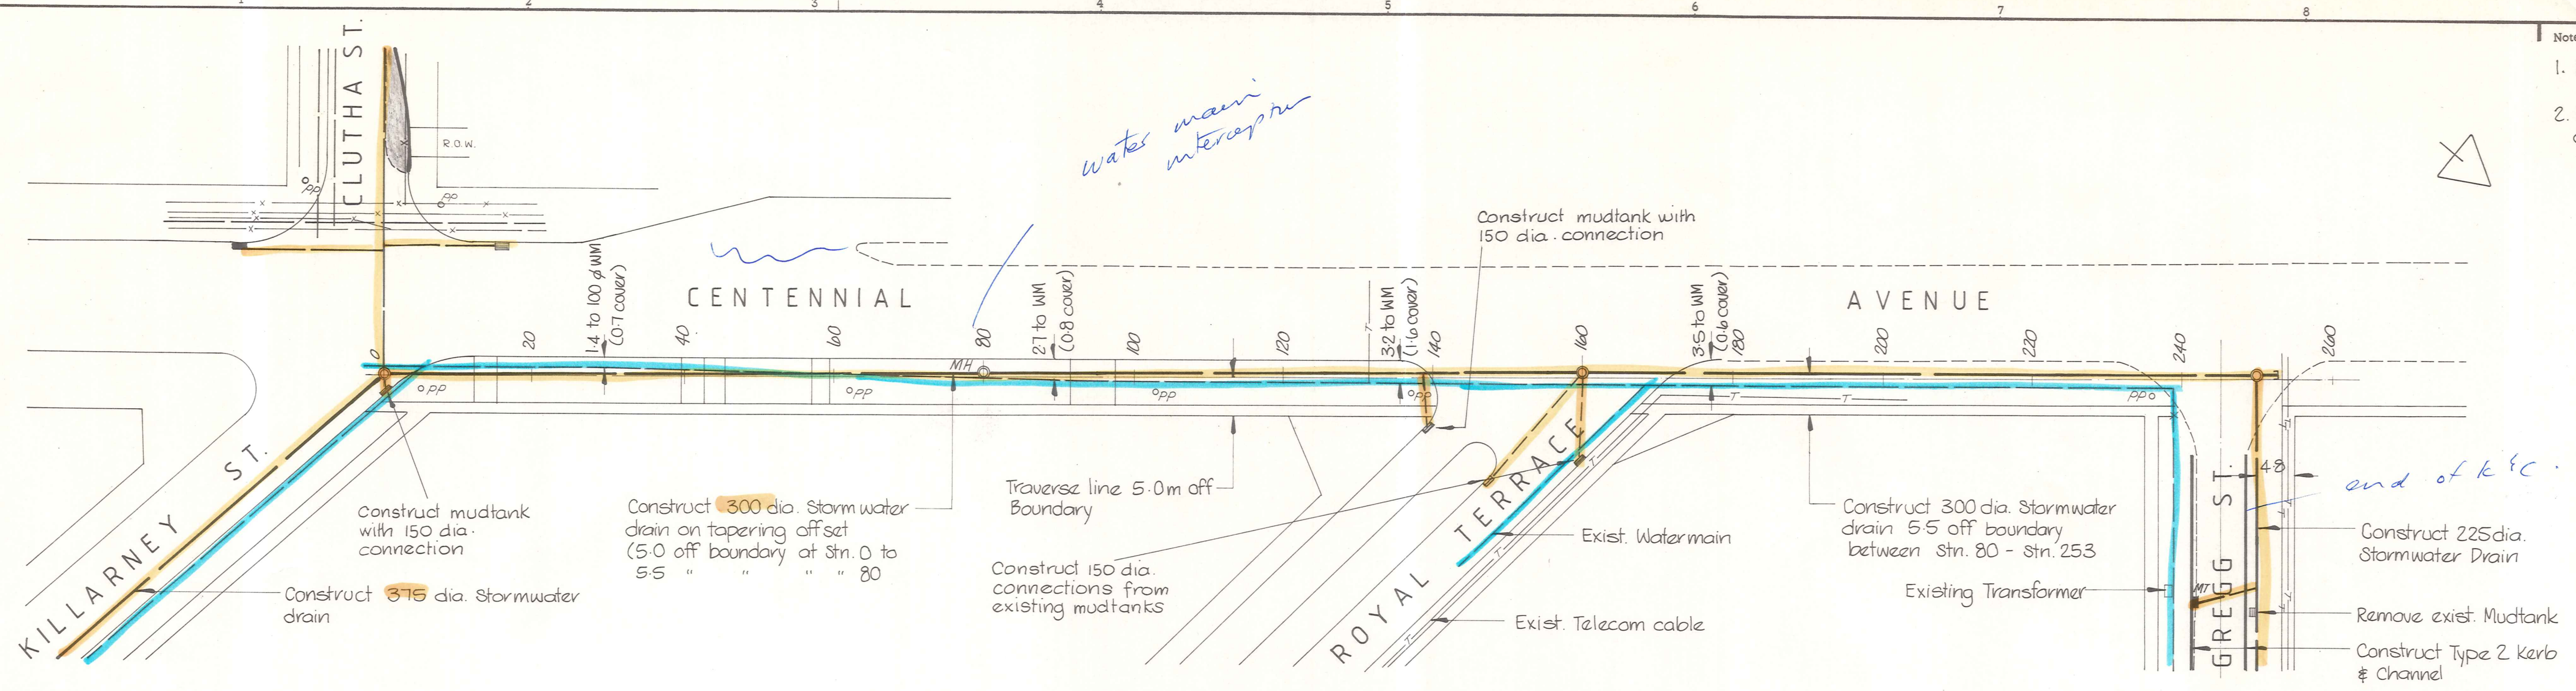 1
2
3
4
5
6
7
8
Note
1.
2.
CLUTHA ST.
R.O.W.
PP
PP
water main
interceptor
Construct mudtank with
150 dia. connection
CENTENNIAL AVENUE
1.4 to 100 ϕ WM
(0.7 cover)
2.7 to WM
(0.8 cover)
3.2 to WM
(1.6 cover)
3.5 to WM
(0.6 cover)
0
20
40
60
80
100
120
140
160
180
200
220
240
260
MH
PP
PP
PP
PP
PP
T
T
T
KILLARNEY ST.
Construct mudtank
with 150 dia.
connection
Construct 375 dia. Stormwater
drain
Construct 300 dia. Storm water
drain on tapering offset
(5.0 off boundary at Stn. 0 to
5.5 " " " " 80
Traverse line 5.0m off
Boundary
Construct 150 dia.
connections from
existing mudtanks
ROYAL TERRACE
T
T
T
T
Exist. Watermain
Exist. Telecom cable
Construct 300 dia. Stormwater
drain 5.5 off boundary
between Stn. 80 - Stn. 253
Existing Transformer
GREGG ST.
MT
4.8
end of K & C.
Construct 225 dia.
Stormwater Drain
Remove exist. Mudtank
Construct Type 2 Kerb
& Channel